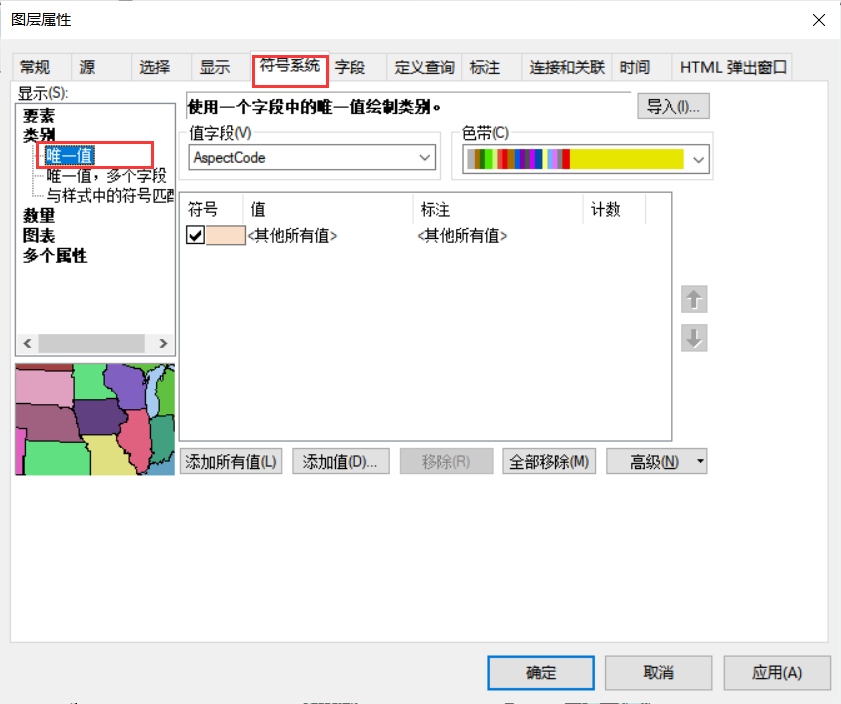 图层属性
常规 源 选择 显示 符号系统 字段 定义查询 标注 连接和关联 时间 HTML 弹出窗口
显示(S):
要素
类别
唯一值
唯一值，多个字段
与样式中的符号匹配
数量
图表
多个属性
使用一个字段中的唯一值绘制类别。
导入(I)...
值字段(V)
AspectCode
色带(C)
符号 值 标注 计数
<其他所有值> <其他所有值>
添加所有值(L) 添加值(D)... 移除(R) 全部移除(M) 高级(N)
确定 取消 应用(A)